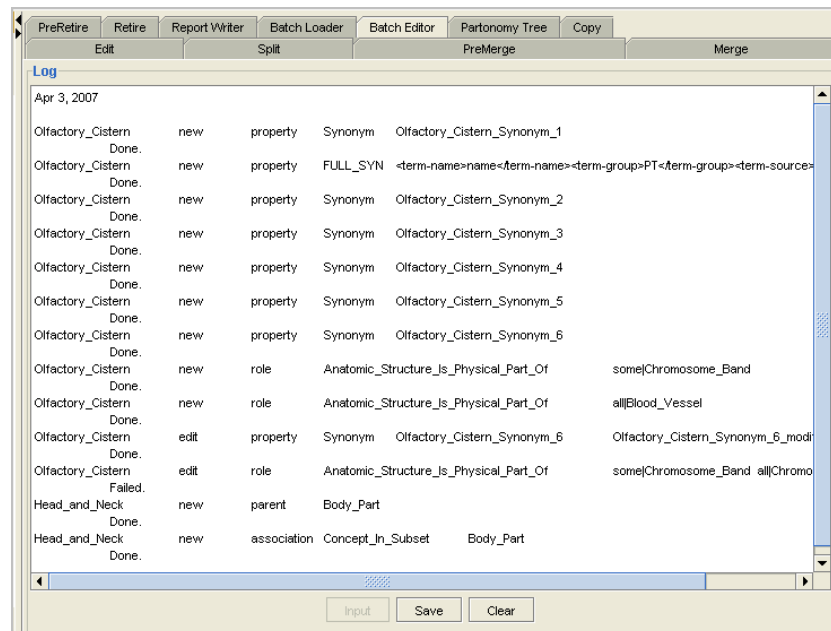 PreRetire Retire Report Writer Batch Loader Batch Editor Partonomy Tree Copy
Edit Split PreMerge Merge
Log
Apr 3, 2007
Olfactory_Cistern new property Synonym Olfactory_Cistern_Synonym_1
Done.
Olfactory_Cistern new property FULL_SYN <term-name>name</term-name><term-group>PT</term-group><term-source>
Done.
Olfactory_Cistern new property Synonym Olfactory_Cistern_Synonym_2
Done.
Olfactory_Cistern new property Synonym Olfactory_Cistern_Synonym_3
Done.
Olfactory_Cistern new property Synonym Olfactory_Cistern_Synonym_4
Done.
Olfactory_Cistern new property Synonym Olfactory_Cistern_Synonym_5
Done.
Olfactory_Cistern new property Synonym Olfactory_Cistern_Synonym_6
Done.
Olfactory_Cistern new role Anatomic_Structure_Is_Physical_Part_Of some|Chromosome_Band
Done.
Olfactory_Cistern new role Anatomic_Structure_Is_Physical_Part_Of all|Blood_Vessel
Done.
Olfactory_Cistern edit property Synonym Olfactory_Cistern_Synonym_6 Olfactory_Cistern_Synonym_6_modi
Done.
Olfactory_Cistern edit role Anatomic_Structure_Is_Physical_Part_Of some|Chromosome_Band all|Chromo
Failed.
Head_and_Neck new parent Body_Part
Done.
Head_and_Neck new association Concept_In_Subset Body_Part
Done.
Input Save Clear